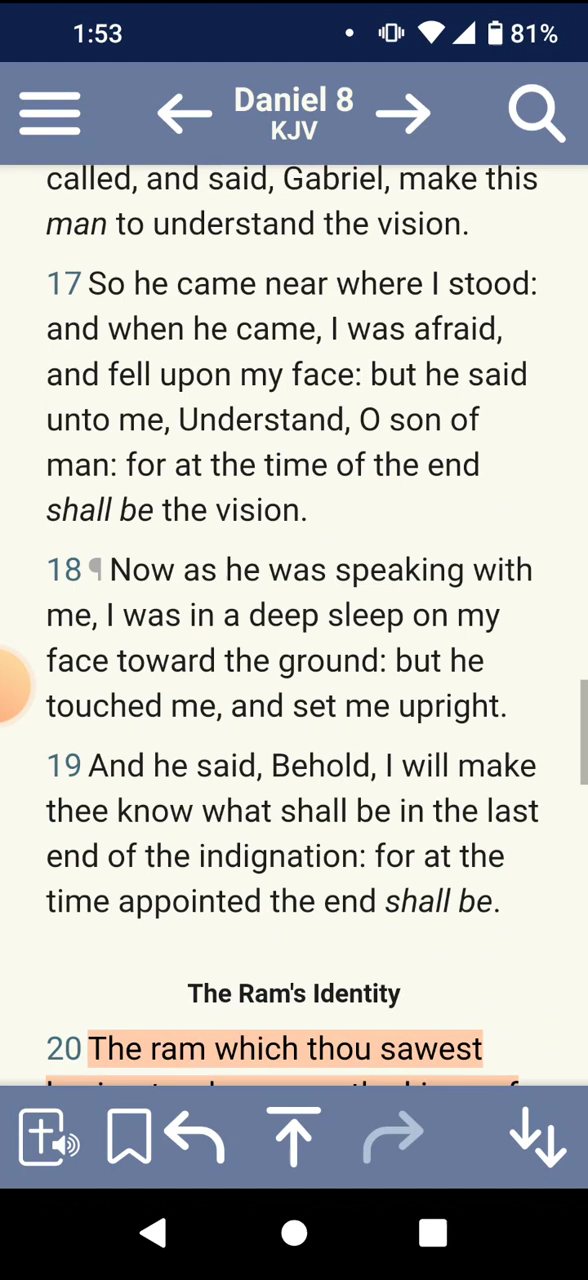 1:53
81%
Daniel 8
KJV
called, and said, Gabriel, make this
man to understand the vision.
17 So he came near where I stood:
and when he came, I was afraid,
and fell upon my face: but he said
unto me, Understand, O son of
man: for at the time of the end
shall be the vision.
18 ¶ Now as he was speaking with
me, I was in a deep sleep on my
face toward the ground: but he
touched me, and set me upright.
19 And he said, Behold, I will make
thee know what shall be in the last
end of the indignation: for at the
time appointed the end shall be.
The Ram's Identity
20 The ram which thou sawest